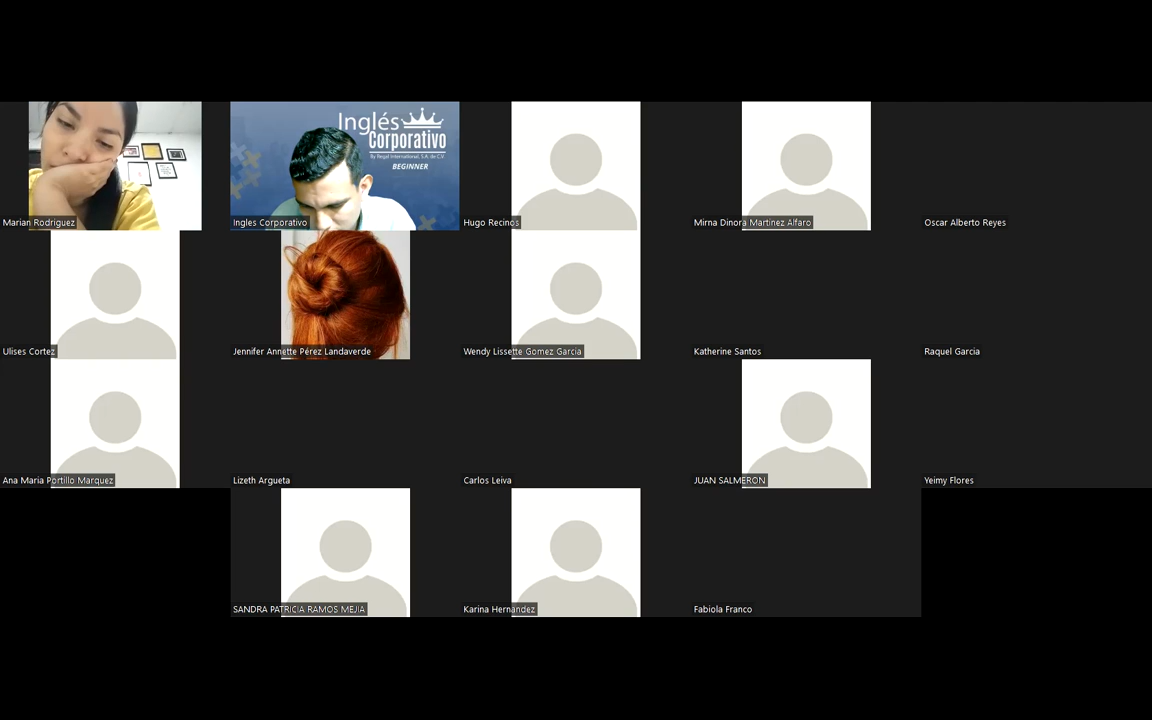 Inglés
Corporativo
By Regal International, S.A. de C.V.
BEGINNER
Marian Rodriguez
Ingles Corporativo
Hugo Recinos
Mirna Dinora Martinez Alfaro
Oscar Alberto Reyes
Ulises Cortez
Jennifer Annette Pérez Landaverde
Wendy Lissette Gomez Garcia
Katherine Santos
Raquel Garcia
Ana Maria Portillo Marquez
Lizeth Argueta
Carlos Leiva
JUAN SALMERON
Yeimy Flores
SANDRA PATRICIA RAMOS MEJIA
Karina Hernández
Fabiola Franco